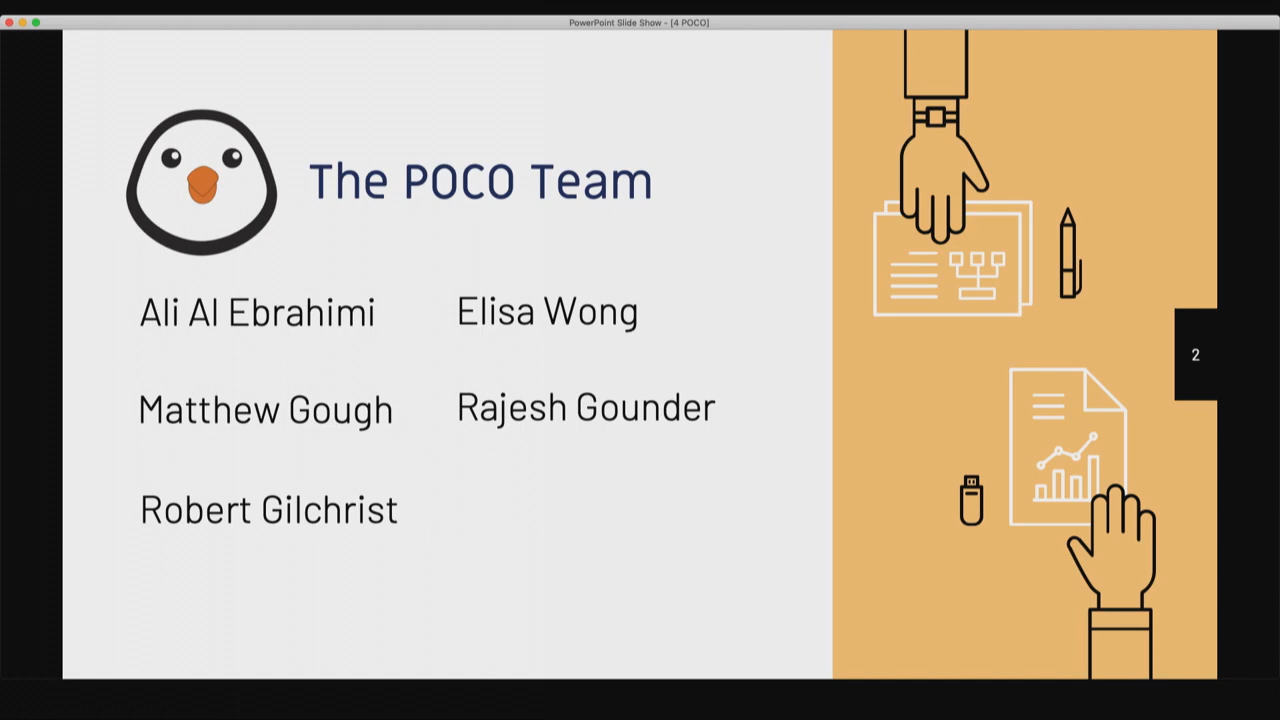 PowerPoint Slide Show - [4 POCO]
The POCO Team
Ali Al Ebrahimi
Elisa Wong
Matthew Gough
Rajesh Gounder
Robert Gilchrist
2